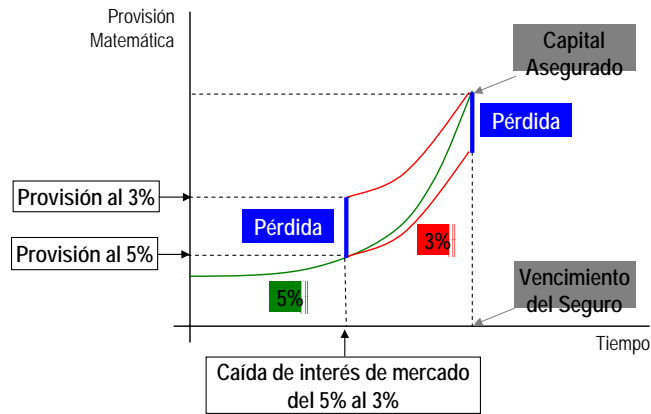 Provisión
Matemática
Capital
Asegurado
Pérdida
Provisión al 3%
Pérdida
Provisión al 5%
3%
5%
Vencimiento
del Seguro
Tiempo
Caída de interés de mercado
del 5% al 3%